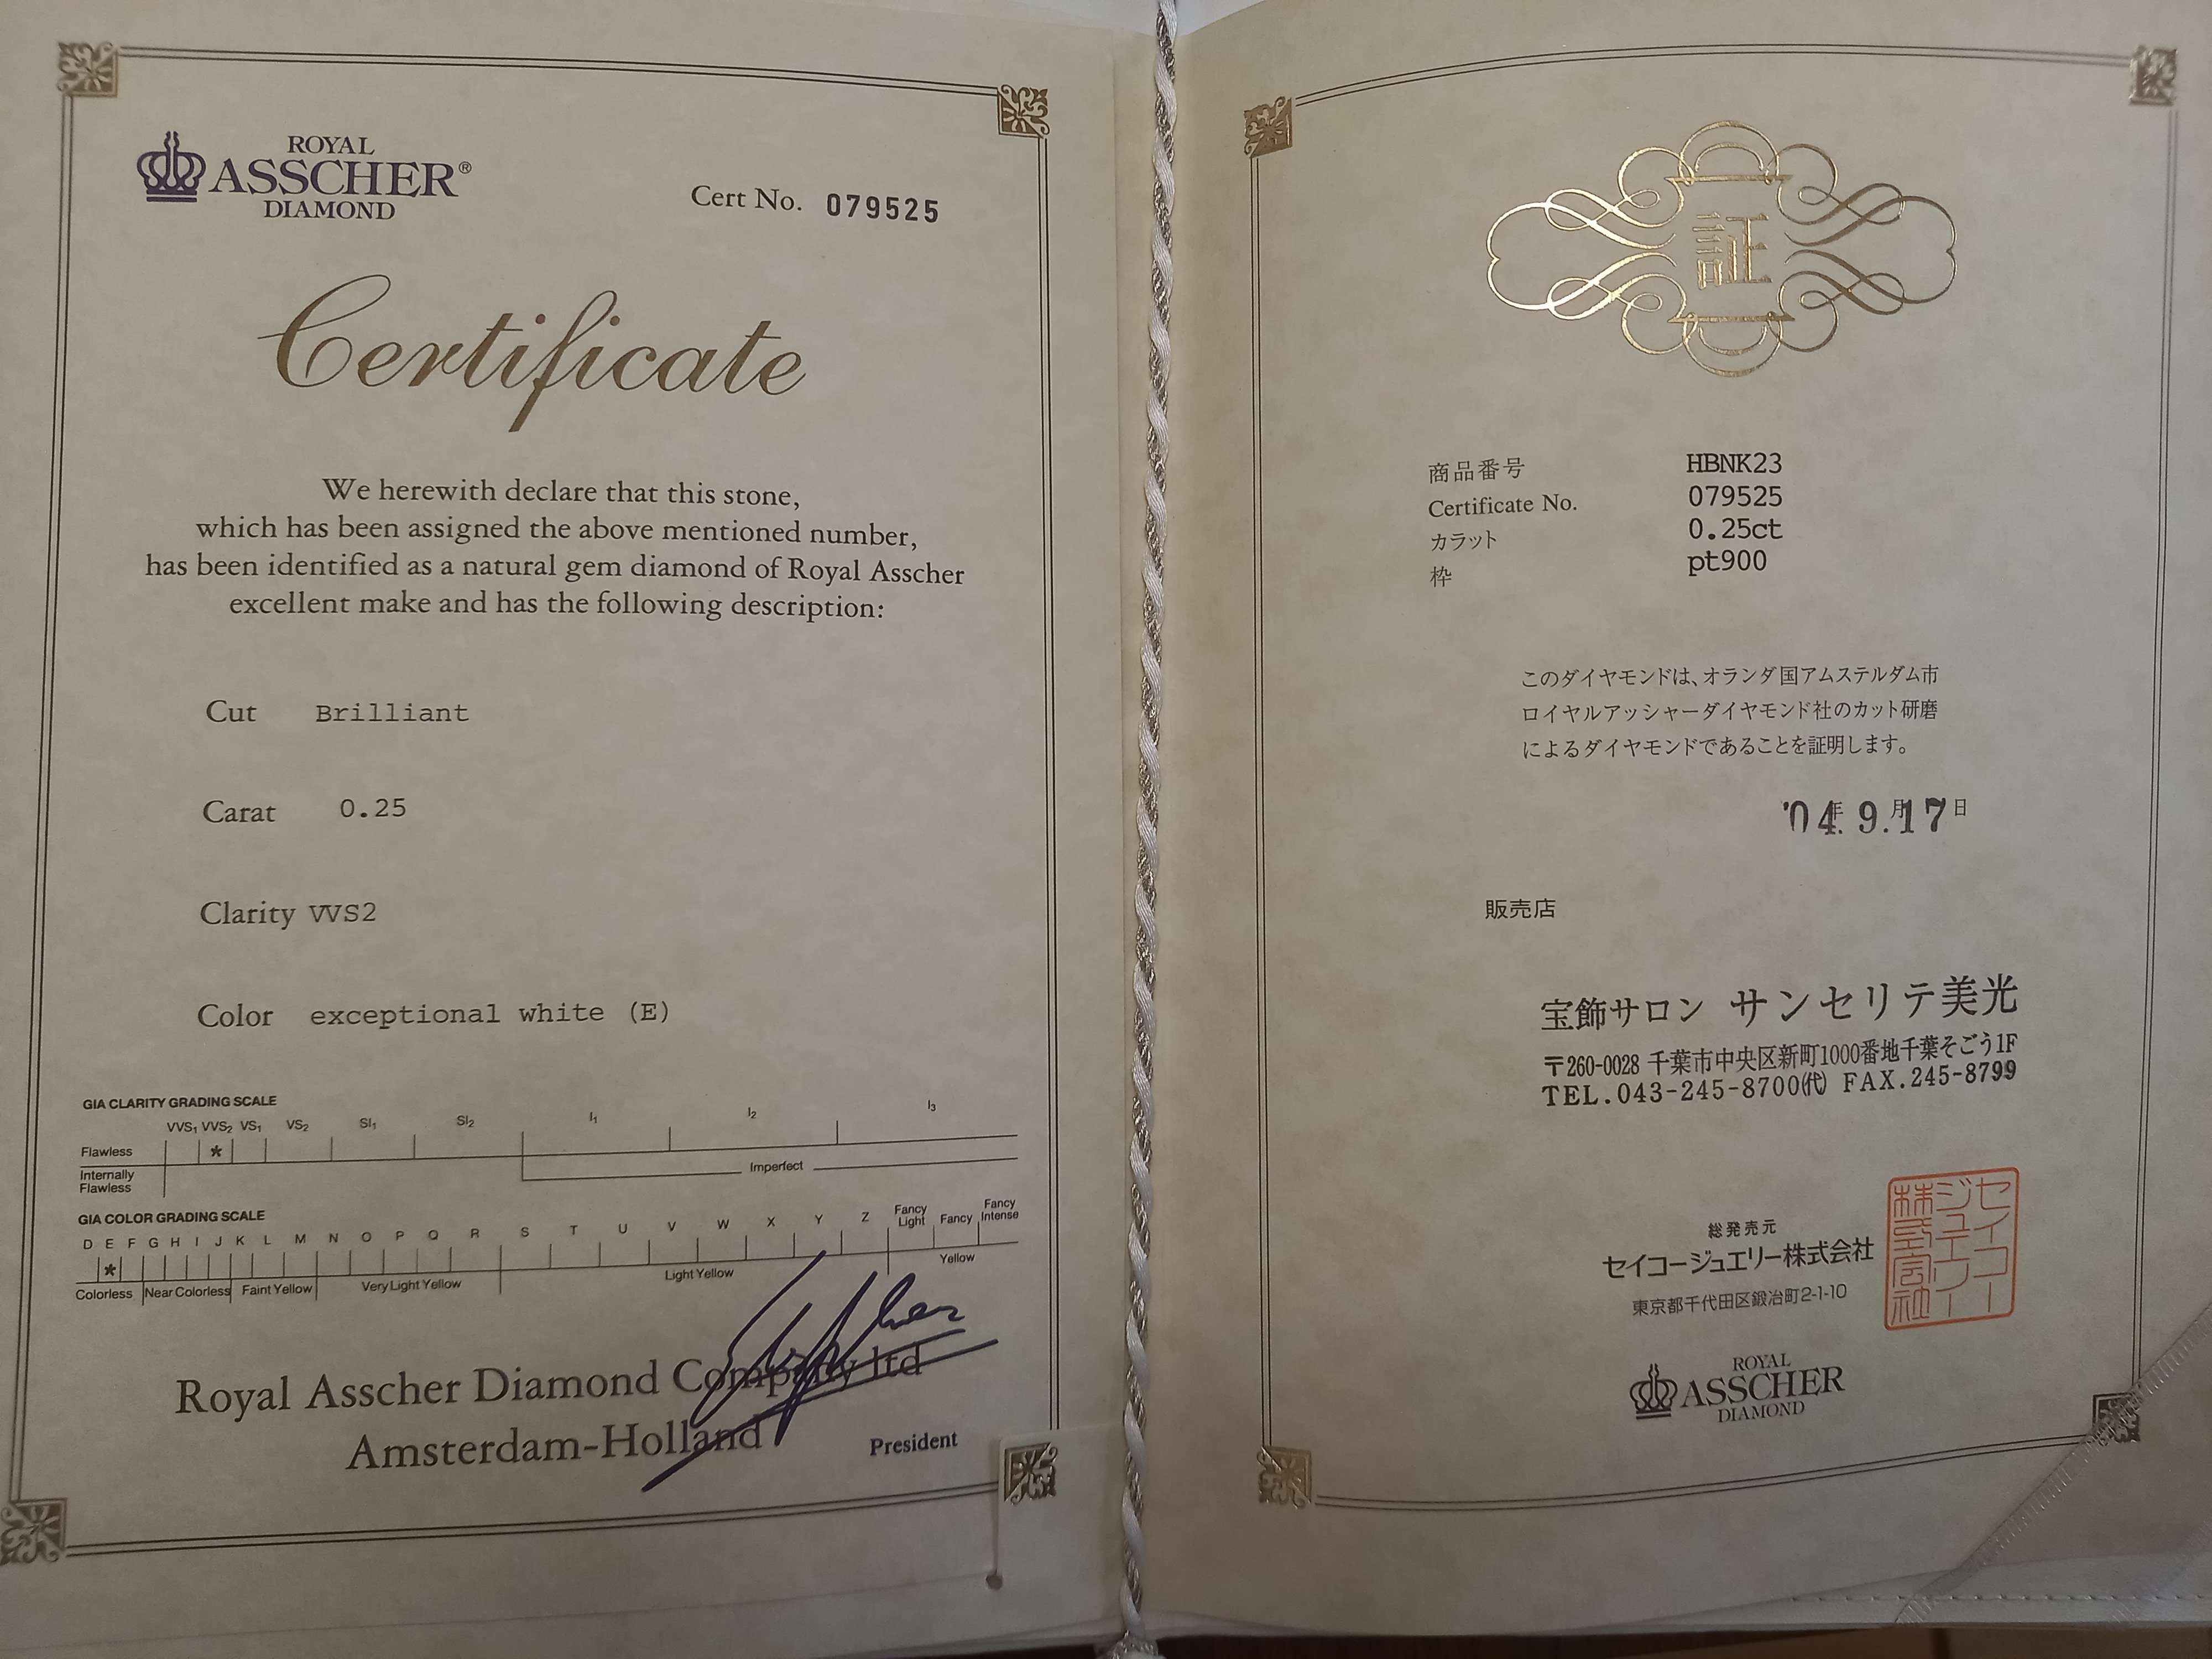 ROYAL
ASSCHER®
DIAMOND
Cert No. 079525
Certificate
We herewith declare that this stone,
which has been assigned the above mentioned number,
has been identified as a natural gem diamond of Royal Asscher
excellent make and has the following description:
Cut Brilliant
Carat 0.25
Clarity VVS2
Color exceptional white (E)
GIA CLARITY GRADING SCALE
VVS1 VVS2 VS1 VS2 SI1 SI2 I1 I2 I3
Flawless *
Internally
Flawless
Imperfect
GIA COLOR GRADING SCALE
D E F G H I J K L M N O P Q R S T U V W X Y Z Fancy Light Fancy Fancy Intense
*
Colorless Near Colorless Faint Yellow Very Light Yellow Light Yellow Yellow
Royal Asscher Diamond Company ltd
Amsterdam-Holland
President
証
商品番号 HBNK23
Certificate No. 079525
カラット 0.25ct
枠 pt900
このダイヤモンドは、オランダ国アムステルダム市
ロイヤルアッシャーダイヤモンド社のカット研磨
によるダイヤモンドであることを証明します。
'04年. 9.月17日
販売店
宝飾サロン サンセリテ美光
〒260-0028 千葉市中央区新町1000番地千葉そごう1F
TEL.043-245-8700㈹ FAX.245-8799
総発売元
セイコージュエリー株式会社
東京都千代田区鍛冶町2-1-10
セイコー
ジュエリー
株式会社
ROYAL
ASSCHER
DIAMOND